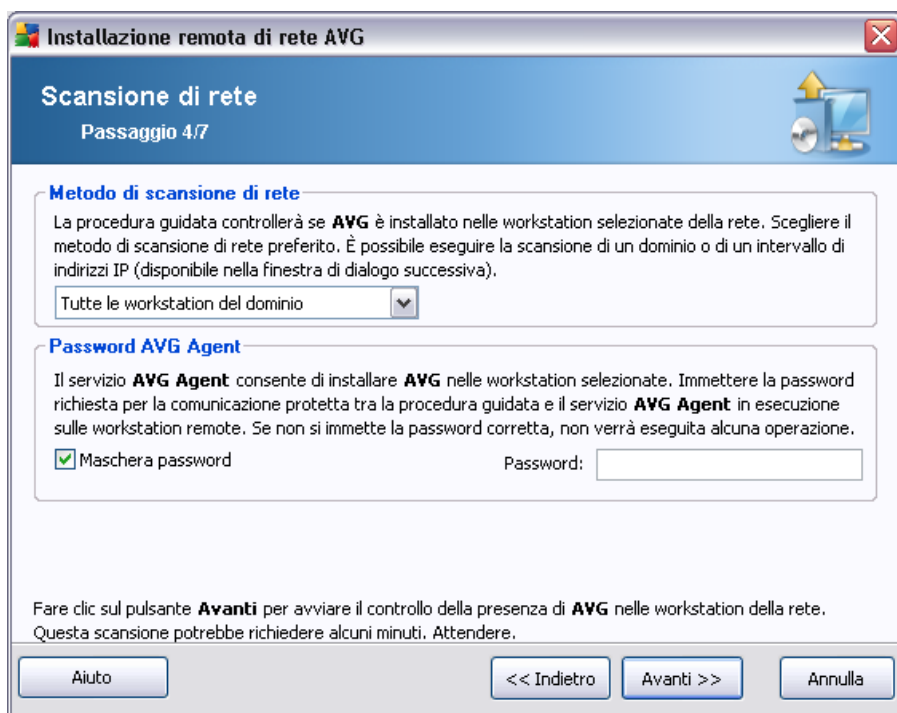 Installazione remota di rete AVG
Scansione di rete
Passaggio 4/7
Metodo di scansione di rete
La procedura guidata controllerà se AVG è installato nelle workstation selezionate della rete. Scegliere il
metodo di scansione di rete preferito. È possibile eseguire la scansione di un dominio o di un intervallo di
indirizzi IP (disponibile nella finestra di dialogo successiva).
Tutte le workstation del dominio
Password AVG Agent
Il servizio AVG Agent consente di installare AVG nelle workstation selezionate. Immettere la password
richiesta per la comunicazione protetta tra la procedura guidata e il servizio AVG Agent in esecuzione
sulle workstation remote. Se non si immette la password corretta, non verrà eseguita alcuna operazione.
Maschera password Password:
Fare clic sul pulsante Avanti per avviare il controllo della presenza di AVG nelle workstation della rete.
Questa scansione potrebbe richiedere alcuni minuti. Attendere.
Aiuto << Indietro Avanti >> Annulla